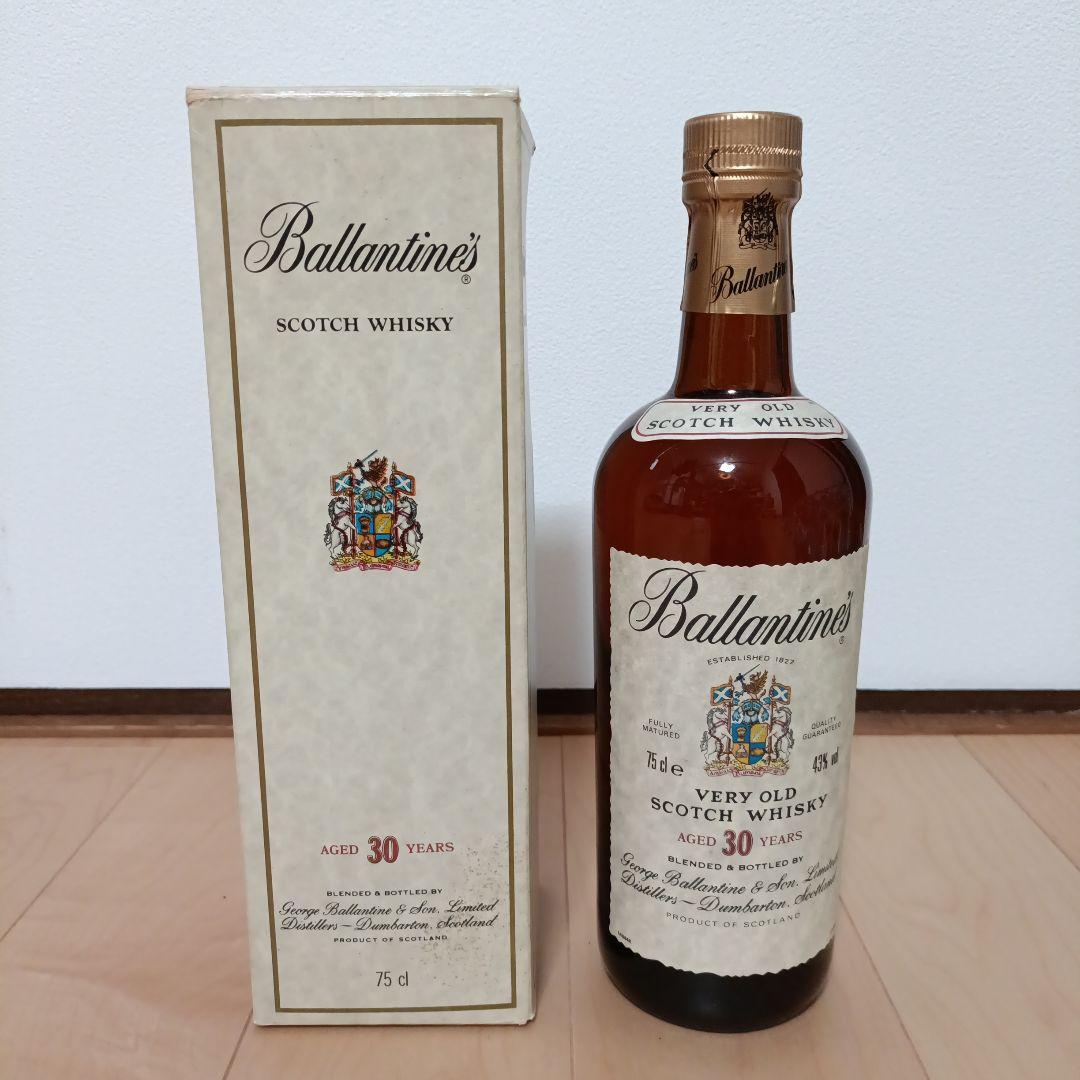 Ballantine's
®
SCOTCH WHISKY
AGED 30 YEARS
BLENDED & BOTTLED BY
George Ballantine & Son, Limited
Distillers - Dumbarton, Scotland
PRODUCT OF SCOTLAND
75 cl
Ballantine's
VERY OLD
SCOTCH WHISKY
Ballantine's
®
ESTABLISHED 1827
FULLY
MATURED
QUALITY
GUARANTEED
75 cl e
43% vol
VERY OLD
SCOTCH WHISKY
AGED 30 YEARS
BLENDED & BOTTLED BY
George Ballantine & Son, Limited
Distillers - Dumbarton, Scotland
PRODUCT OF SCOTLAND